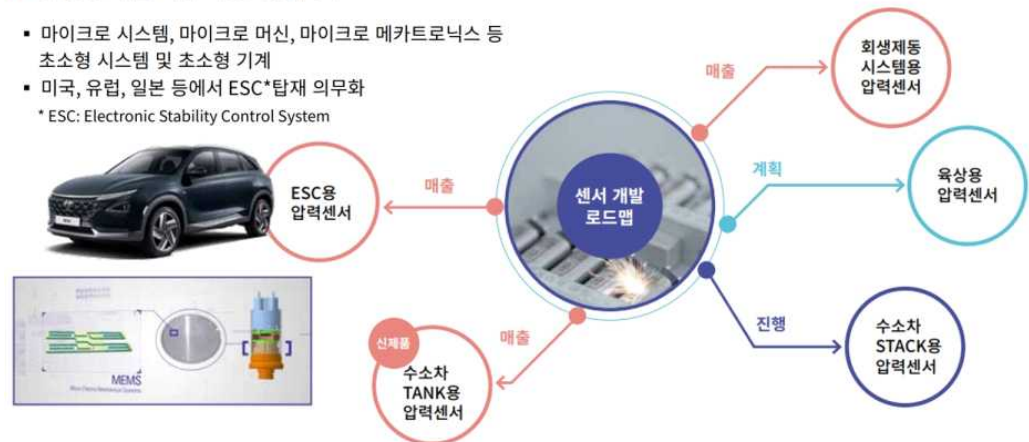 ▪ 마이크로 시스템, 마이크로 머신, 마이크로 메카트로닉스 등
초소형 시스템 및 초소형 기계
▪ 미국, 유럽, 일본 등에서 ESC*탑재 의무화
* ESC: Electronic Stability Control System
ESC용
압력센서
매출
센서 개발
로드맵
매출
회생제동
시스템용
압력센서
계획
육상용
압력센서
진행
수소차
STACK용
압력센서
매출
신제품
수소차
TANK용
압력센서
MEMS